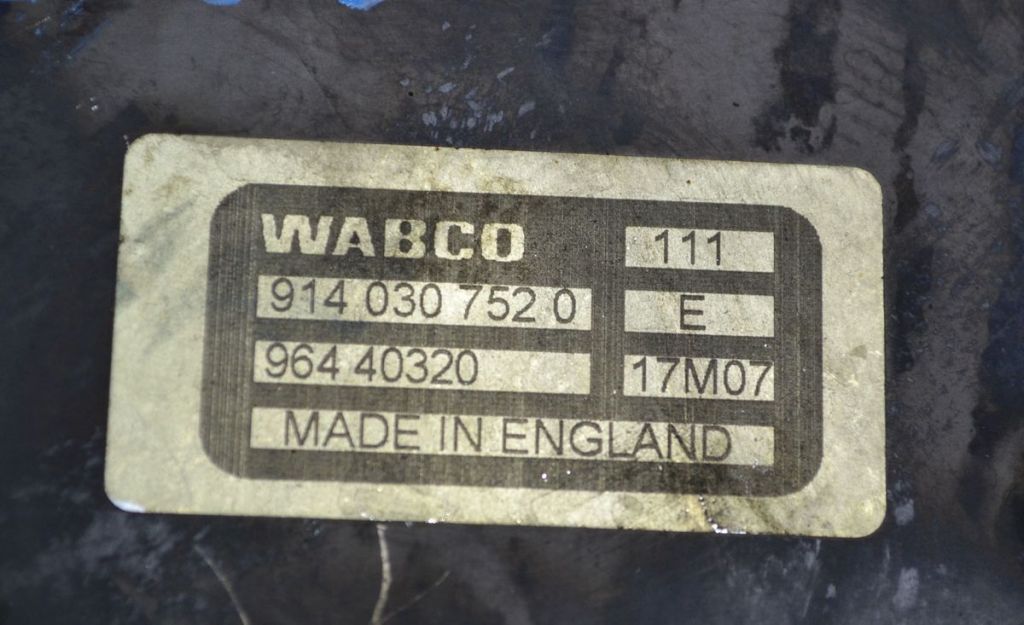 WABCO 111
914 030 752 0 E
964 40320 17M07
MADE IN ENGLAND